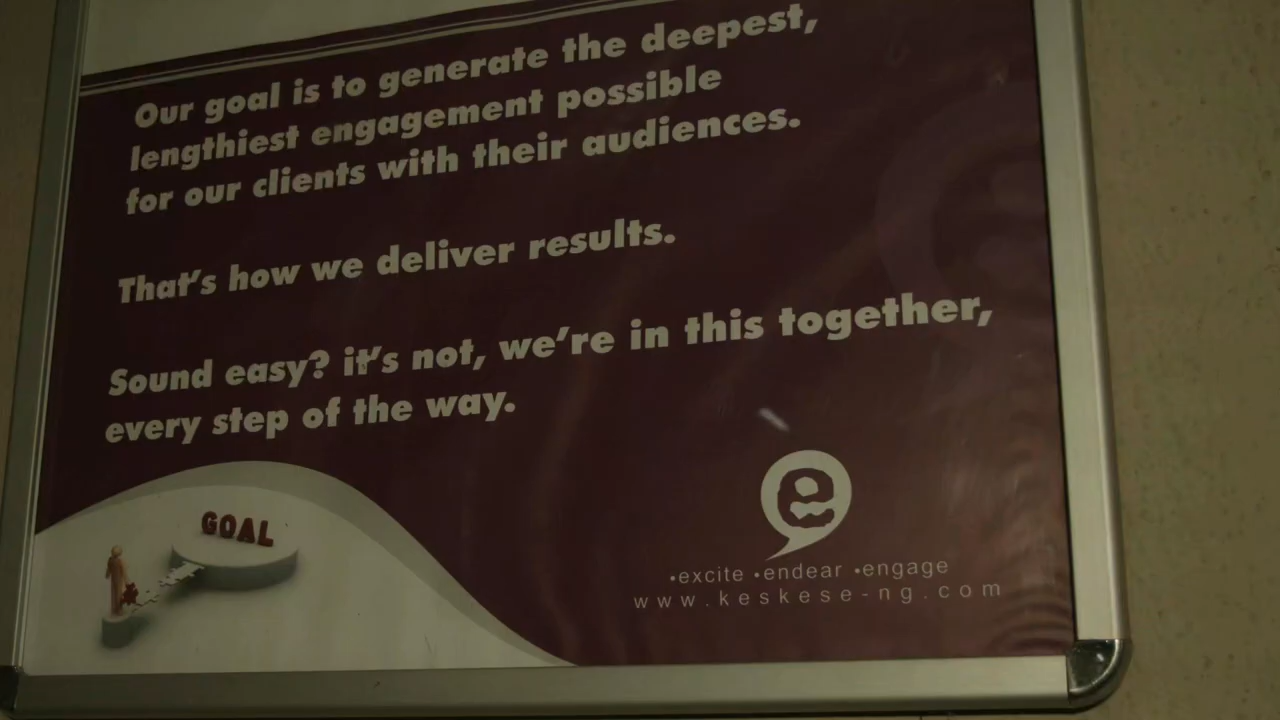 Our goal is to generate the deepest,
lengthiest engagement possible
for our clients with their audiences.
That's how we deliver results.
Sound easy? it's not, we're in this together,
every step of the way.
GOAL
e
•excite •endear •engage
www.keskese-ng.com